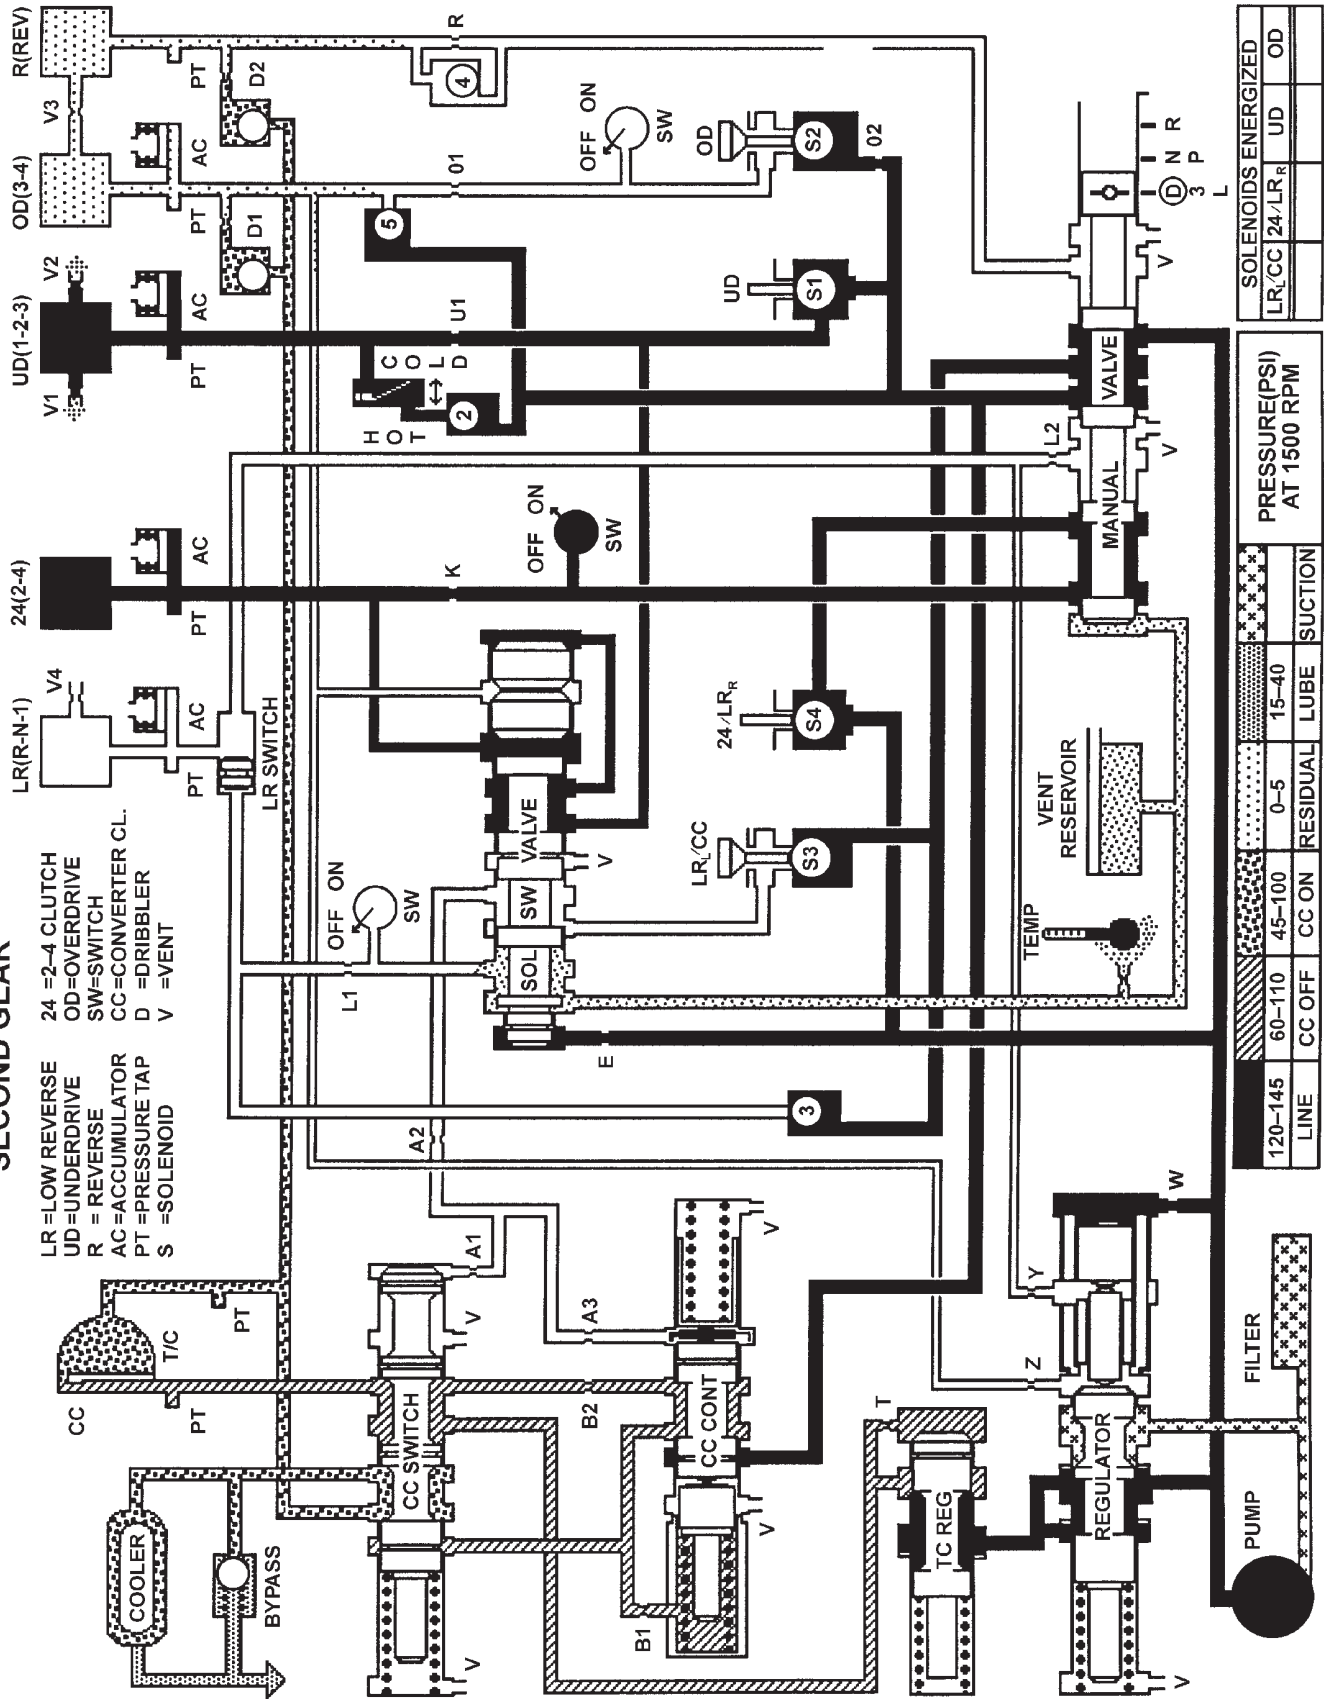 SECOND GEAR
LR =LOW REVERSE
UD =UNDERDRIVE
R = REVERSE
AC =ACCUMULATOR
PT =PRESSURE TAP
S =SOLENOID
24 =2–4 CLUTCH
OD=OVERDRIVE
SW=SWITCH
CC=CONVERTER CL.
D =DRIBBLER
V =VENT
LR(R-N-1)
24(2-4)
UD(1-2-3)
OD(3-4)
R(REV)
V4
V1
V2
V3
PT
AC
PT
AC
PT
AC
PT
AC
PT
D1
D2
LR SWITCH
COOLER
BYPASS
CC
T/C
PT
PT
CC SWITCH
V
V
A1
A2
A3
B1
B2
CC CONT
V
V
T
TC REG
REGULATOR
V
Z
Y
W
PUMP
FILTER
L1
OFF ON
SW
SOL SW VALVE
V
E
3
LR L/CC
S3
24/LR R
S4
K
OFF ON
SW
HOT
COLD
2
U1
UD
S1
5
01
OFF ON
SW
OD
S2
02
4
R
TEMP
VENT
RESERVOIR
L2
MANUAL VALVE
V
V
D N R
3 P
L
LINE 120–145
CC OFF 60–110
CC ON 45–100
RESIDUAL 0–5
LUBE 15–40
SUCTION
PRESSURE(PSI)
AT 1500 RPM
SOLENOIDS ENERGIZED
LR L/CC 24/LR R UD OD